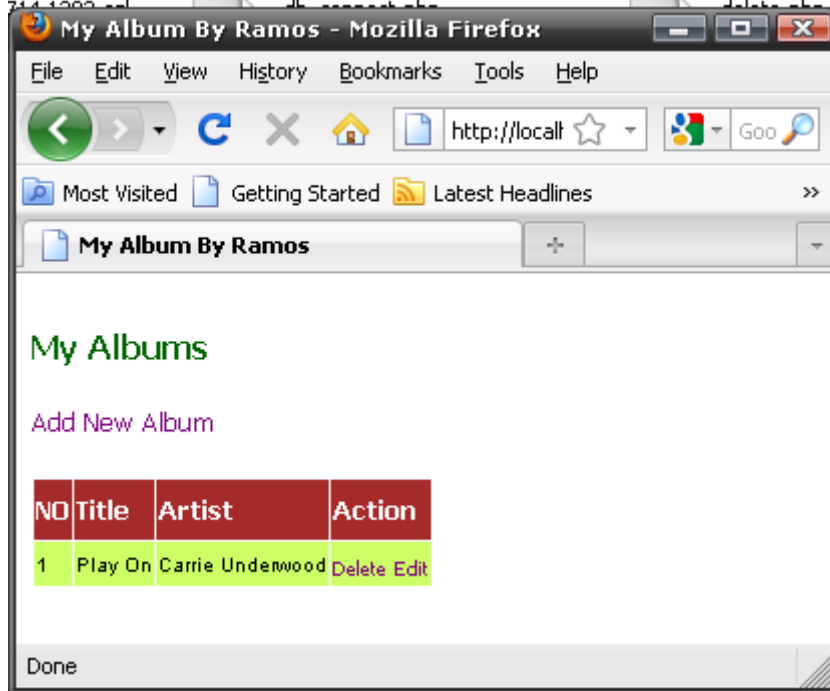 My Album By Ramos - Mozilla Firefox
File Edit View History Bookmarks Tools Help
http://localh Goo
Most Visited Getting Started Latest Headlines »
My Album By Ramos
My Albums
Add New Album
NO Title Artist Action
1 Play On Carrie Underwood Delete Edit
Done